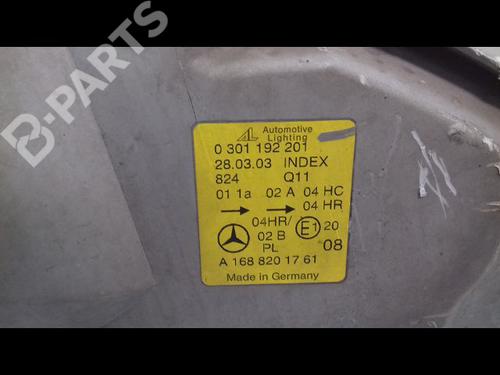 B-PARTS
AL Automotive
Lighting
0 301 192 201
28.03.03 INDEX
824 Q11
01 1a 02 A 04 HC
04 HR
04HR/ E1 20
02 B 08
PL
A 168 820 17 61
Made in Germany